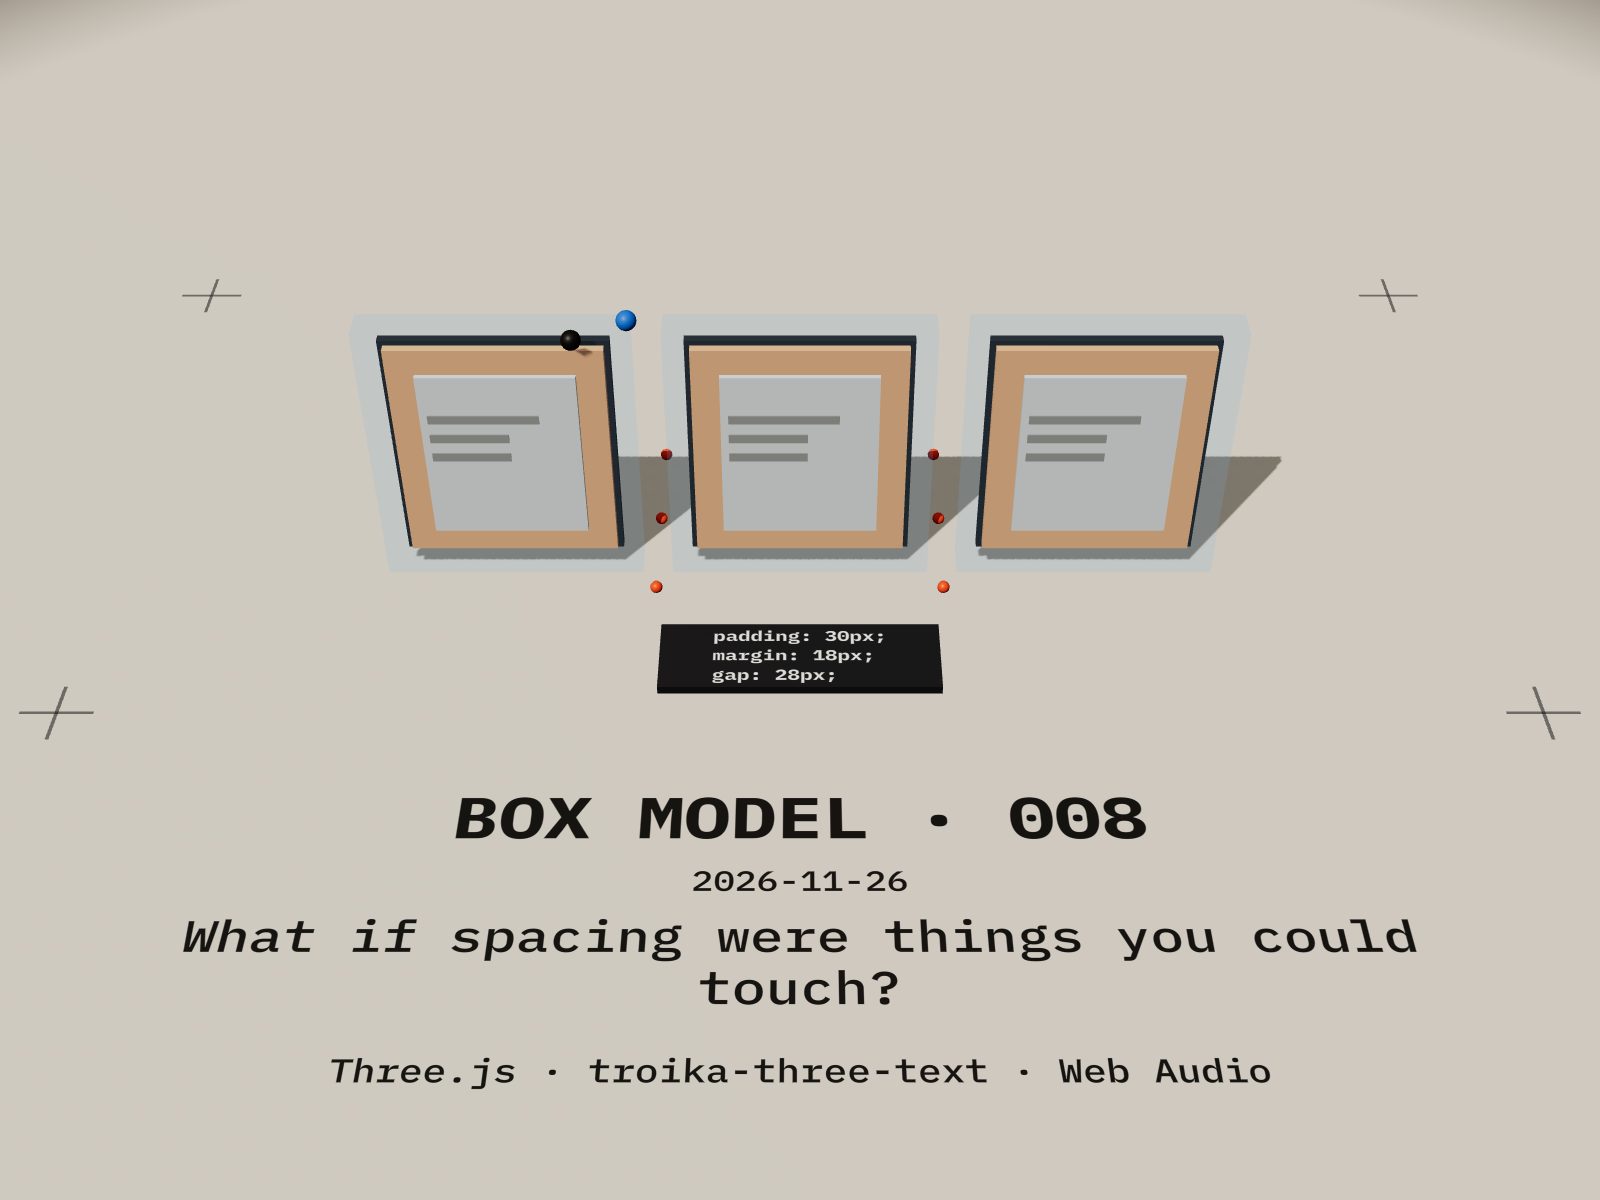 padding: 30px;
margin: 18px;
gap: 28px;
BOX MODEL · 008
2026-11-26
What if spacing were things you could
touch?
Three.js · troika-three-text · Web Audio